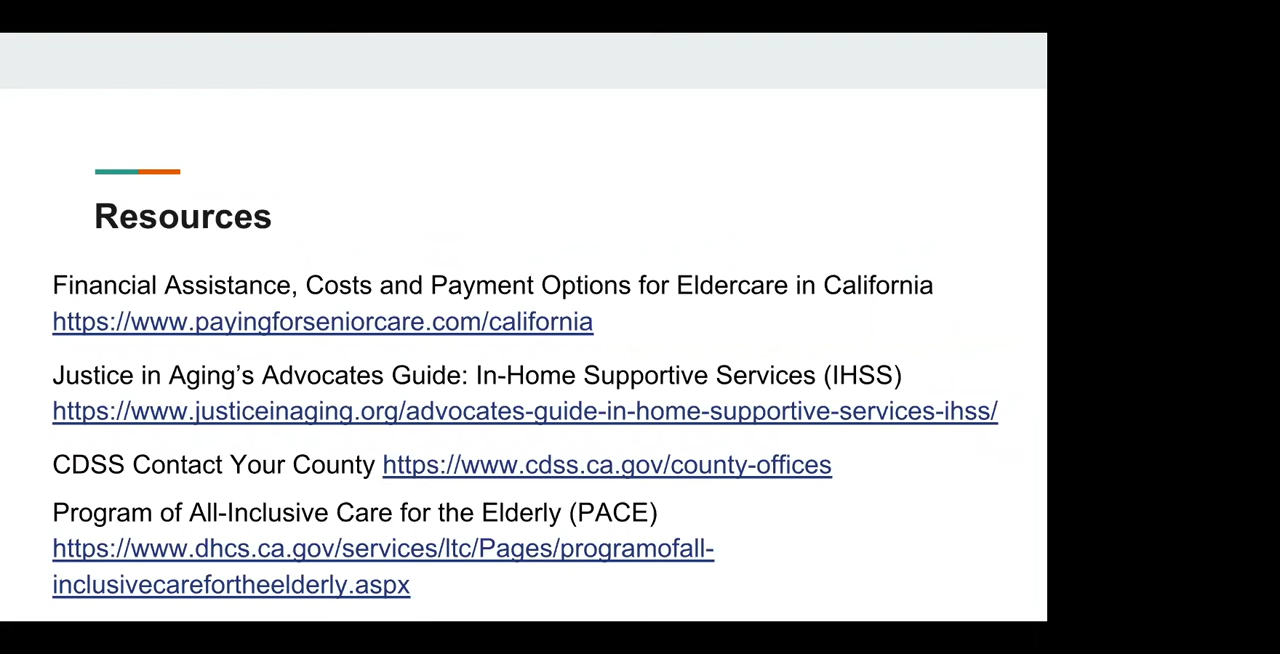 Resources
Financial Assistance, Costs and Payment Options for Eldercare in California
https://www.payingforseniorcare.com/california
Justice in Aging’s Advocates Guide: In-Home Supportive Services (IHSS)
https://www.justiceinaging.org/advocates-guide-in-home-supportive-services-ihss/
CDSS Contact Your County https://www.cdss.ca.gov/county-offices
Program of All-Inclusive Care for the Elderly (PACE)
https://www.dhcs.ca.gov/services/ltc/Pages/programofall-
inclusivecarefortheelderly.aspx